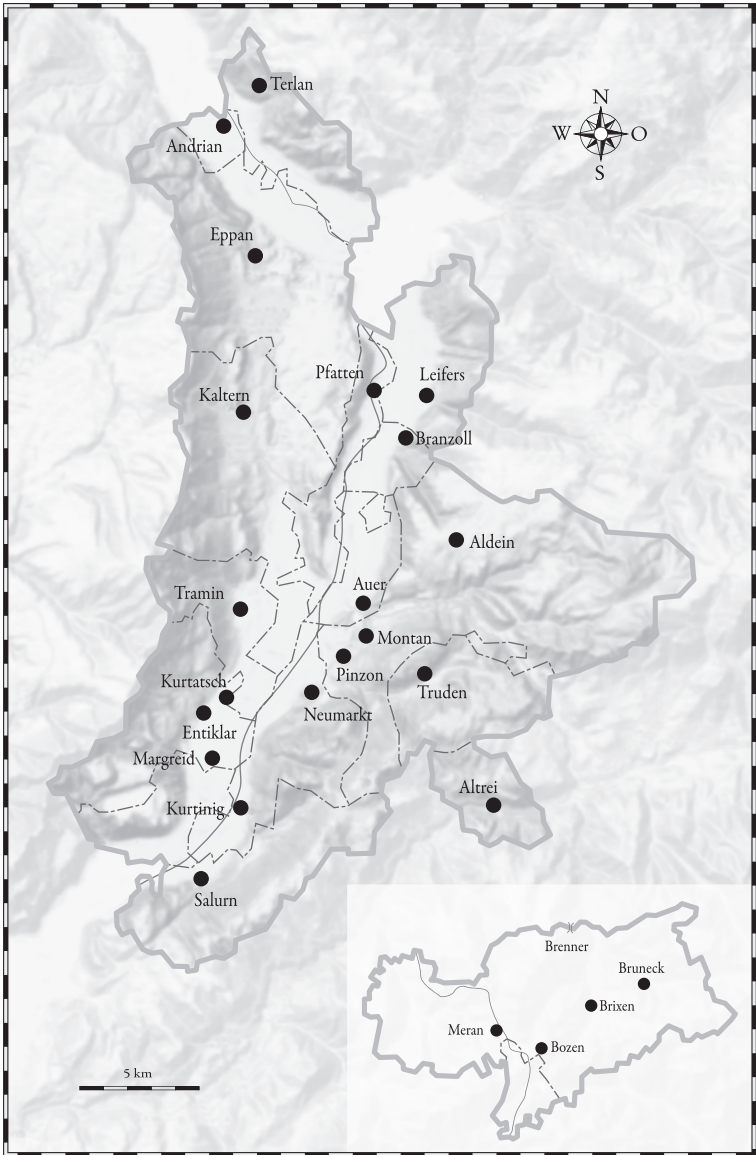 Terlan
N
W
O
S
Andrian
Eppan
Pfatten
Leifers
Kaltern
Branzoll
Aldein
Auer
Tramin
Montan
Pinzon
Kurtatsch
Truden
Neumarkt
Entiklar
Margreid
Altrei
Kurtinig
Salurn
Brenner
Bruneck
Brixen
Meran
Bozen
5 km